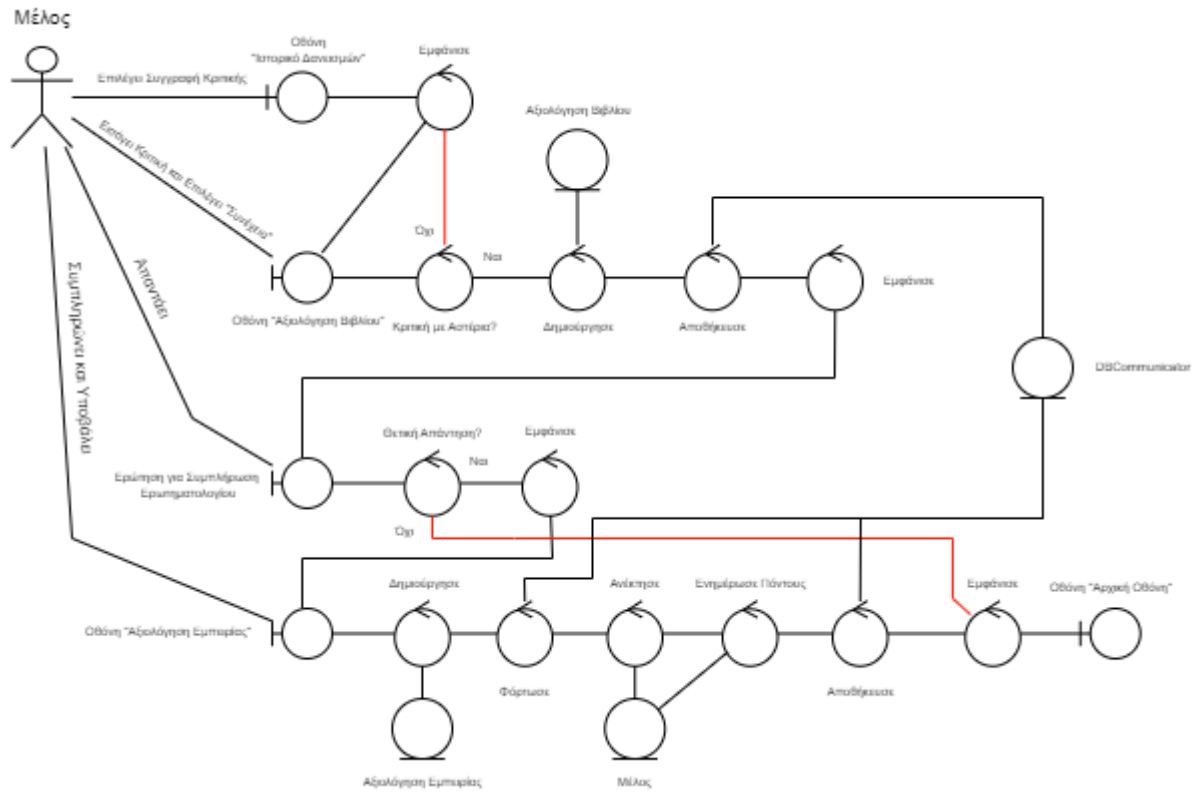 Μέλος
Οθόνη
"Ιστορικό Δανεισμών"
Εμφάνισε
Επιλέγει Συγγραφή Κριτικής
Αξιολόγηση Βιβλίου
Εισάγει Κριτική και Επιλέγει "Συνέχεια"
Όχι
Ναι
Εμφάνισε
Οθόνη "Αξιολόγηση Βιβλίου"
Κριτική με Αστέρια?
Δημιούργησε
Αποθήκευσε
Απαντάει
Συμπληρώνει και Υποβάλει
DBCommunicator
Θετική Απάντηση?
Εμφάνισε
Ναι
Ερώτηση για Συμπλήρωση
Ερωτηματολογίου
Όχι
Δημιούργησε
Ανέκτησε
Ενημέρωσε Πόντους
Εμφάνισε
Οθόνη "Αρχική Οθόνη"
Οθόνη "Αξιολόγηση Εμπειρίας"
Φόρτωσε
Αποθήκευσε
Αξιολόγηση Εμπειρίας
Μέλος